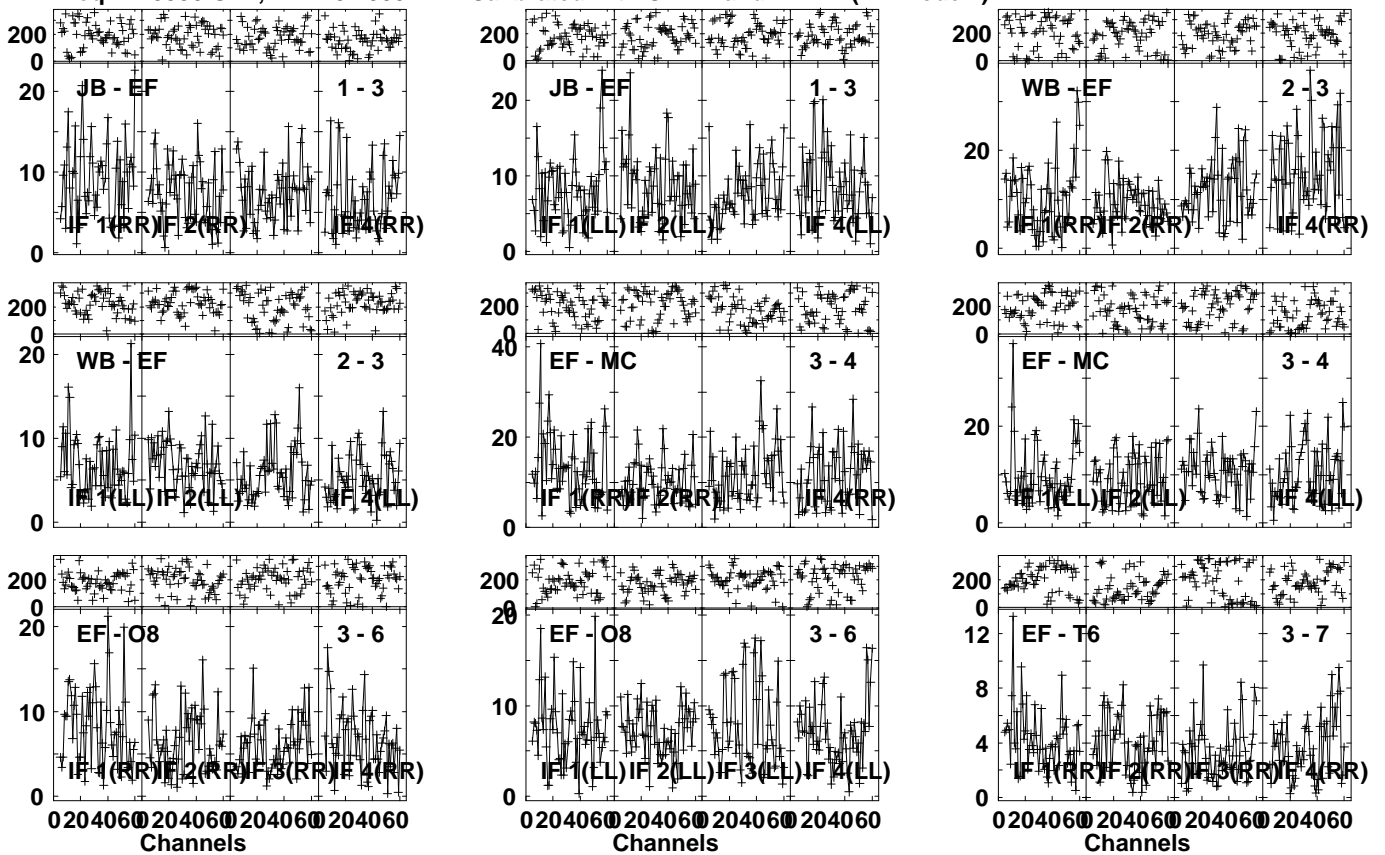 200
0
200
0
200
0
JB - EF 1 - 3
JB - EF 1 - 3
WB - EF 2 - 3
20
10
0
20
10
0
20
0
IF 1(RR) IF 2(RR) IF 4(RR)
IF 1(LL) IF 2(LL) IF 4(LL)
IF 1(RR) IF 2(RR) IF 4(RR)
200
0
200
0
200
0
WB - EF 2 - 3
EF - MC 3 - 4
EF - MC 3 - 4
20
10
0
40
20
0
20
0
IF 1(LL) IF 2(LL) IF 4(LL)
IF 1(RR) IF 2(RR) IF 4(RR)
IF 1(LL) IF 2(LL) IF 4(LL)
200
0
200
0
200
0
EF - O8 3 - 6
EF - O8 3 - 6
EF - T6 3 - 7
20
10
0
20
10
0
12
8
4
0
IF 1(RR) IF 2(RR) IF 3(RR) IF 4(RR)
IF 1(LL) IF 2(LL) IF 3(LL) IF 4(LL)
IF 1(RR) IF 2(RR) IF 3(RR) IF 4(RR)
0 20 40 60 0 20 40 60 0 20 40 60 0 20 40 60
0 20 40 60 0 20 40 60 0 20 40 60 0 20 40 60
0 20 40 60 0 20 40 60 0 20 40 60 0 20 40 60
Channels
Channels
Channels